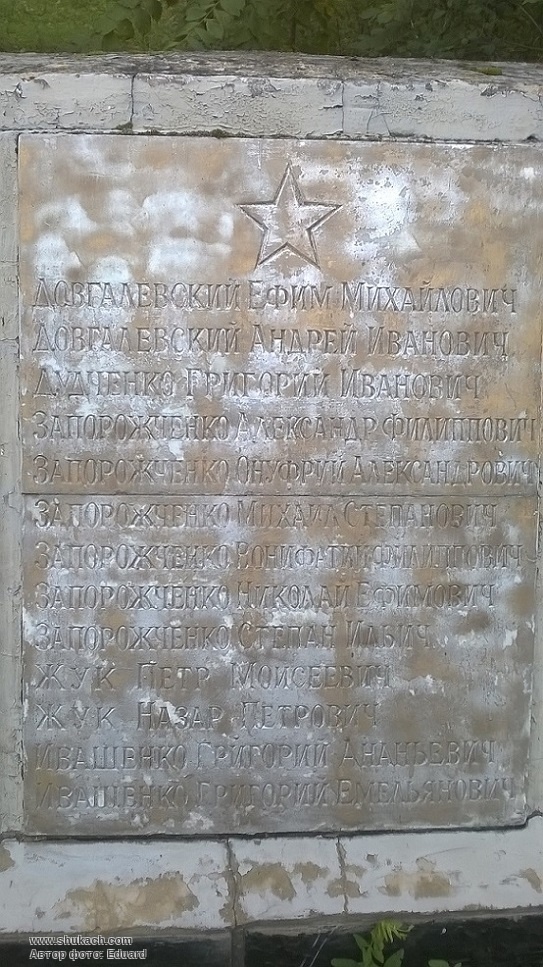 ДОВГАЛЕВСКИЙ ЕФИМ МИХАЙЛОВИЧ
ДОВГАЛЕВСКИЙ АНДРЕЙ ИВАНОВИЧ
ДУДЧЕНКО ГРИГОРИЙ ИВАНОВИЧ
ЗАПОРОЖЧЕНКО АЛЕКСАНДР ФИЛИППОВИЧ
ЗАПОРОЖЧЕНКО ОНУФРИЙ АЛЕКСАНДРОВИЧ
ЗАПОРОЖЧЕНКО МИХАИЛ СТЕПАНОВИЧ
ЗАПОРОЖЧЕНКО ВОНИФАТИЙ ФИЛИППОВИЧ
ЗАПОРОЖЧЕНКО НИКОЛАЙ ЕФИМОВИЧ
ЗАПОРОЖЧЕНКО СТЕПАН ИЛЬИЧ
ЖУК ПЕТР МОИСЕЕВИЧ
ЖУК НАЗАР ПЕТРОВИЧ
ИВАЩЕНКО ГРИГОРИЙ АНАНЬЕВИЧ
ИВАЩЕНКО ГРИГОРИЙ ЕМЕЛЬЯНОВИЧ
www.shukach.com
Автор фото: Eduard